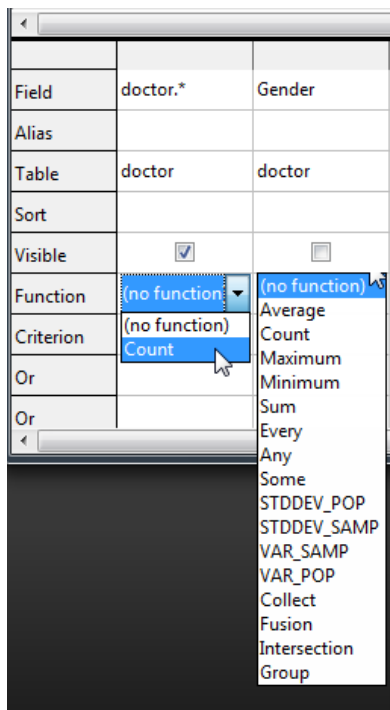 Field doctor.* Gender
Alias
Table doctor doctor
Sort
Visible
Function (no function (no function)
(no function) Average
Criterion Count Count
Maximum
Or Minimum
Sum
Or Every
Any
Some
STDDEV_POP
STDDEV_SAMP
VAR_SAMP
VAR_POP
Collect
Fusion
Intersection
Group